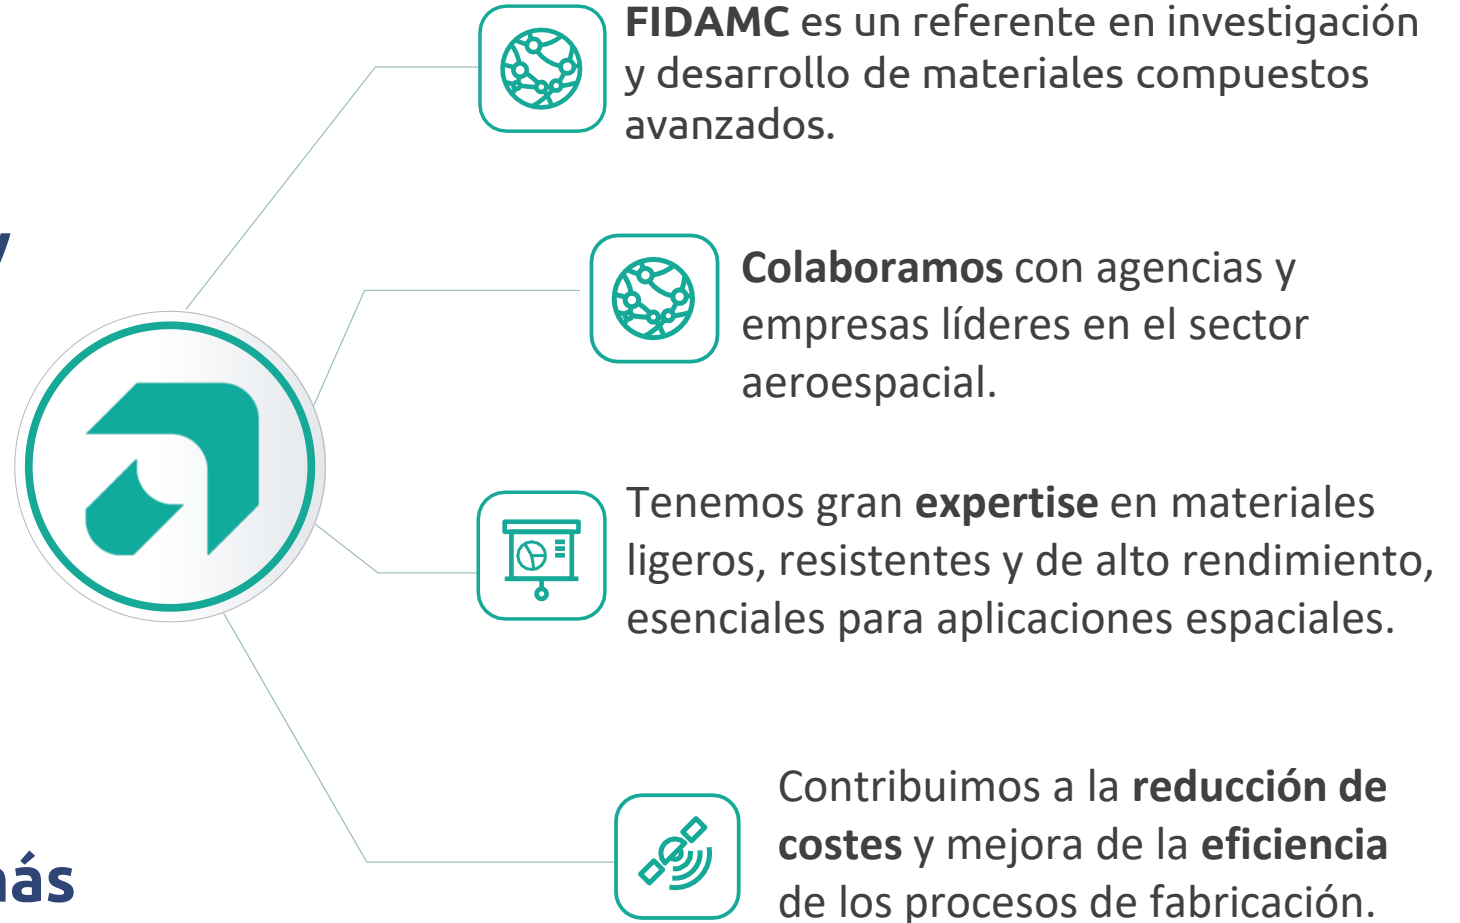 FIDAMC es un referente en investigación
y desarrollo de materiales compuestos
avanzados.
y
Colaboramos con agencias y
empresas líderes en el sector
aeroespacial.
Tenemos gran expertise en materiales
ligeros, resistentes y de alto rendimiento,
esenciales para aplicaciones espaciales.
Contribuimos a la reducción de
costes y mejora de la eficiencia
de los procesos de fabricación.